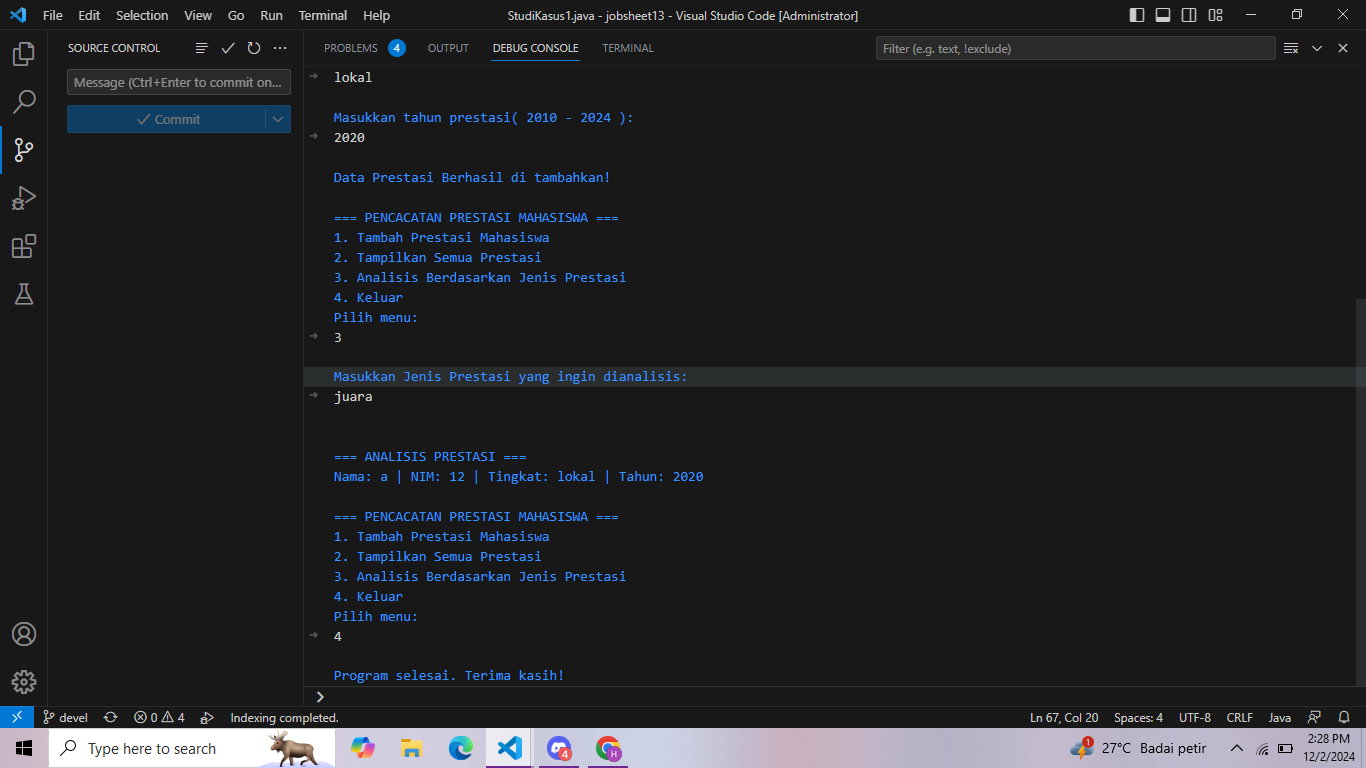 File Edit Selection View Go Run Terminal Help
StudiKasus1.java - jobsheet13 - Visual Studio Code [Administrator]
SOURCE CONTROL
Message (Ctrl+Enter to commit on...
Commit
PROBLEMS 4 OUTPUT DEBUG CONSOLE TERMINAL
Filter (e.g. text, !exclude)
lokal
Masukkan tahun prestasi( 2010 - 2024 ):
2020
Data Prestasi Berhasil di tambahkan!
=== PENCACATAN PRESTASI MAHASISWA ===
1. Tambah Prestasi Mahasiswa
2. Tampilkan Semua Prestasi
3. Analisis Berdasarkan Jenis Prestasi
4. Keluar
Pilih menu:
3
Masukkan Jenis Prestasi yang ingin dianalisis:
juara
=== ANALISIS PRESTASI ===
Nama: a | NIM: 12 | Tingkat: lokal | Tahun: 2020
=== PENCACATAN PRESTASI MAHASISWA ===
1. Tambah Prestasi Mahasiswa
2. Tampilkan Semua Prestasi
3. Analisis Berdasarkan Jenis Prestasi
4. Keluar
Pilih menu:
4
Program selesai. Terima kasih!
devel 0 4 Indexing completed. Ln 67, Col 20 Spaces: 4 UTF-8 CRLF Java
Type here to search
4
H
1
27°C Badai petir
2:28 PM
12/2/2024